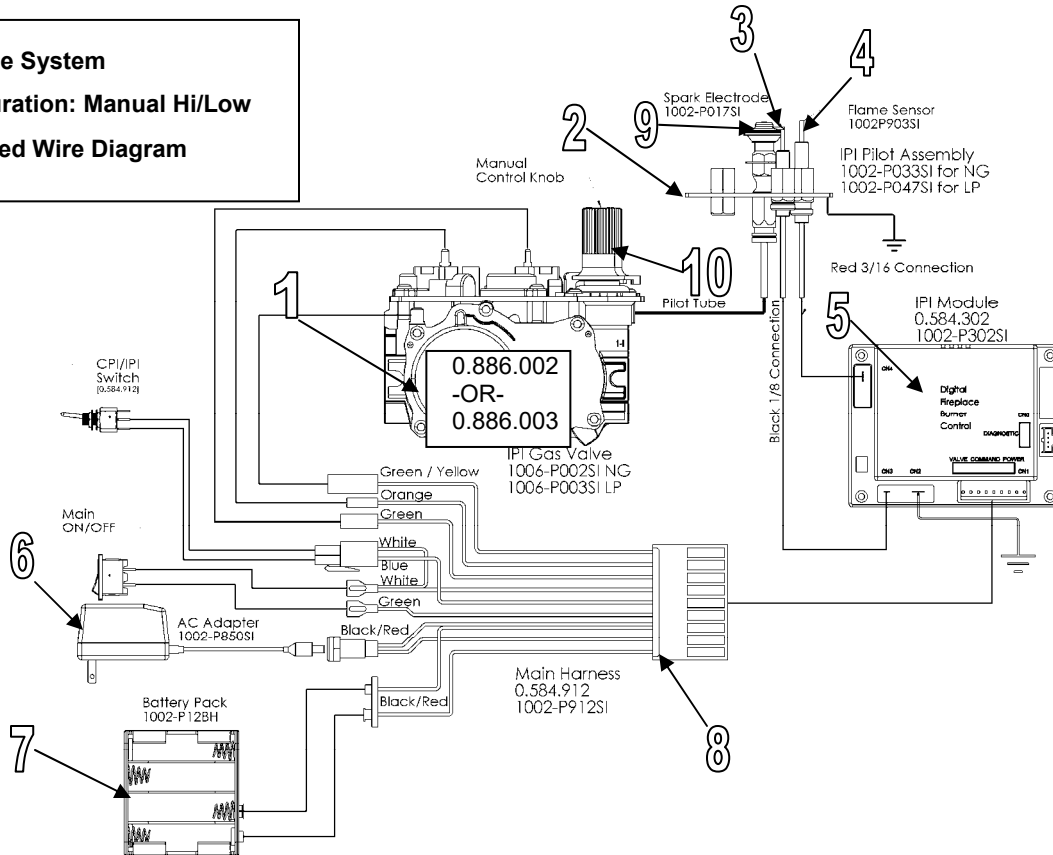 e System
uration: Manual Hi/Low
ed Wire Diagram
3
4
Spark Electrode
1002-P017SI
Flame Sensor
1002P903SI
2
9
IPI Pilot Assembly
1002-P033SI for NG
1002-P047SI for LP
Manual
Control Knob
10
Red 3/16 Connection
Pilot Tube
1
IPI Module
0.584.302
1002-P302SI
5
Black 1/8 Connection
CPI/IPI
Switch
[0.584.912]
0.886.002
-OR-
0.886.003
CN4
Digital
Fireplace
Burner
Control
DIAGNOSTIC
VALVE COMMAND POWER
CN3
CN2
CN1
IPI Gas Valve
1006-P002SI NG
1006-P003SI LP
Green / Yellow
Orange
Green
Main
ON/OFF
White
Blue
White
Green
6
AC Adapter
1002-P850SI
Black/Red
Main Harness
0.584.912
1002-P912SI
Black/Red
Battery Pack
1002-P12BH
7
8